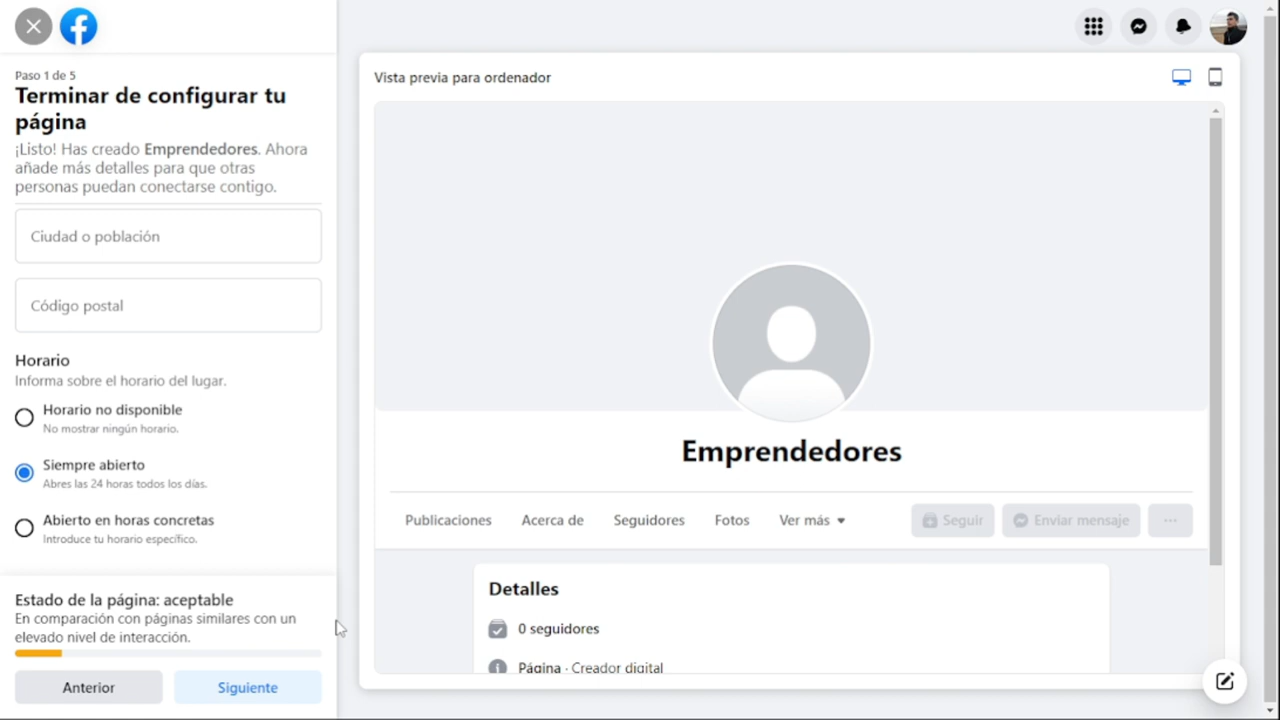 Paso 1 de 5
Terminar de configurar tu
página
¡Listo! Has creado Emprendedores. Ahora
añade más detalles para que otras
personas puedan conectarse contigo.
Ciudad o población
Código postal
Horario
Informa sobre el horario del lugar.
Horario no disponible
No mostrar ningún horario.
Siempre abierto
Abres las 24 horas todos los días.
Abierto en horas concretas
Introduce tu horario específico.
Estado de la página: aceptable
En comparación con páginas similares con un
elevado nivel de interacción.
Anterior
Siguiente
Vista previa para ordenador
Emprendedores
Publicaciones
Acerca de
Seguidores
Fotos
Ver más
Seguir
Enviar mensaje
Detalles
0 seguidores
Página · Creador digital